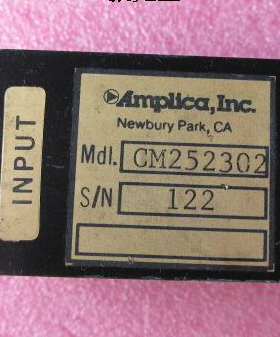 Amplica, Inc.
Newbury Park, CA
Mdl. CM252302
S/N 122
INPUT